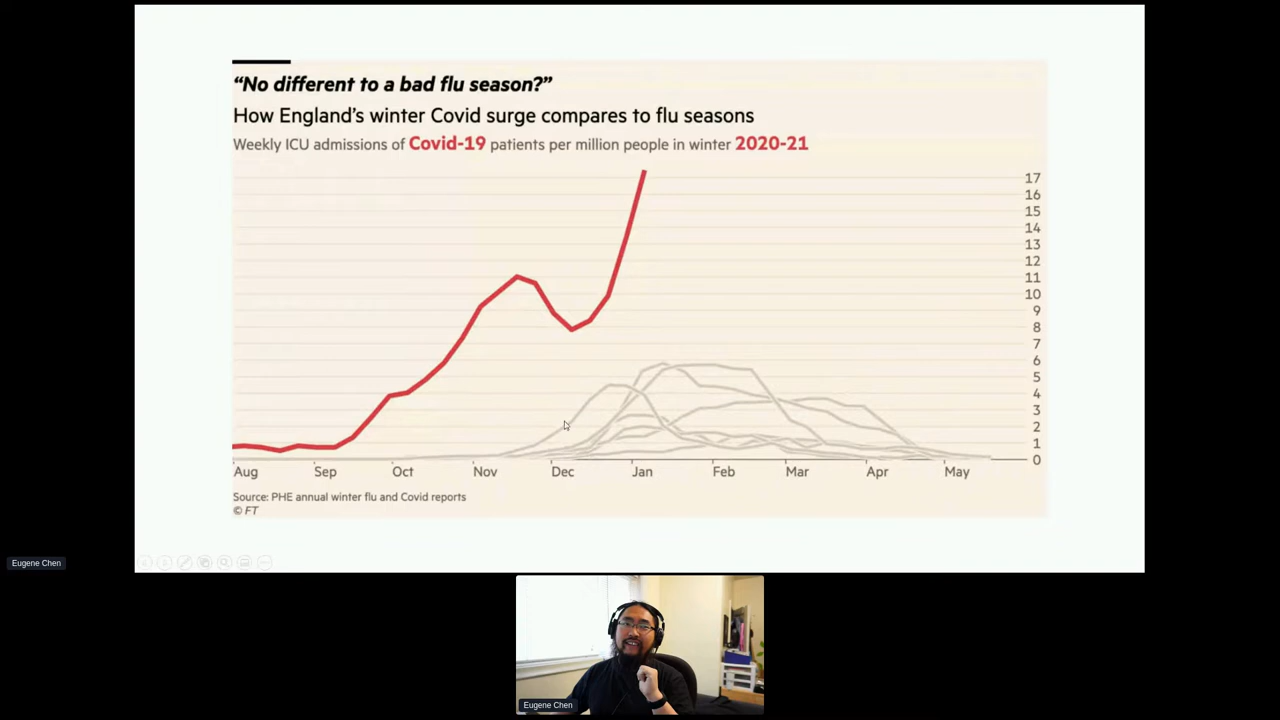 “No different to a bad flu season?”
How England’s winter Covid surge compares to flu seasons
Weekly ICU admissions of Covid-19 patients per million people in winter 2020-21
17
16
15
14
13
12
11
10
9
8
7
6
5
4
3
2
1
0
Aug Sep Oct Nov Dec Jan Feb Mar Apr May
Source: PHE annual winter flu and Covid reports
© FT
Eugene Chen
Eugene Chen